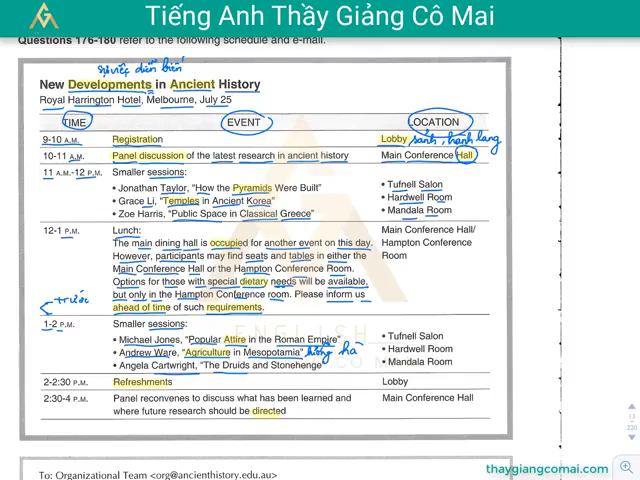 Tiếng Anh Thầy Giảng Cô Mai
Questions 176-180 refer to the following schedule and e-mail.
sự việc diễn biến
New Developments in Ancient History
Royal Harrington Hotel, Melbourne, July 25
TIME EVENT LOCATION
9-10 A.M. Registration Lobby sảnh, hành lang
10-11 A.M. Panel discussion of the latest research in ancient history Main Conference Hall
11 A.M.-12 P.M. Smaller sessions:
• Jonathan Taylor, "How the Pyramids Were Built" • Tufnell Salon
• Grace Li, "Temples in Ancient Korea" • Hardwell Room
• Zoe Harris, "Public Space in Classical Greece" • Mandala Room
12-1 P.M. Lunch: Main Conference Hall/
The main dining hall is occupied for another event on this day. Hampton Conference
However, participants may find seats and tables in either the Room
Main Conference Hall or the Hampton Conference Room.
Options for those with special dietary needs will be available,
but only in the Hampton Conference room. Please inform us
trước
ahead of time of such requirements.
1-2 P.M. Smaller sessions:
• Michael Jones, "Popular Attire in the Roman Empire" • Tufnell Salon
• Andrew Ware, "Agriculture in Mesopotamia" • Hardwell Room
• Angela Cartwright, "The Druids and Stonehenge" • Mandala Room
2-2:30 P.M. Refreshments Lobby
2:30-4 P.M. Panel reconvenes to discuss what has been learned and Main Conference Hall
where future research should be directed
13
220
To: Organizational Team <org@ancienthistory.edu.au>
thaygiangcomai.com